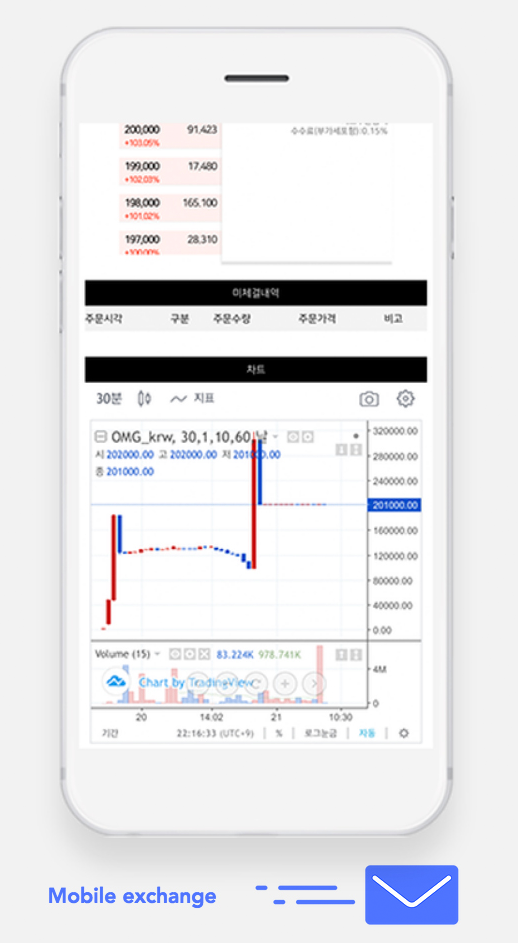 200,000 91,423
+103.05%
수수료(부가세포함):0.15%
199,000 17,480
+102.03%
198,000 165,100
+101.02%
197,000 28,310
+100.00%
미체결내역
주문시각 구분 주문수량 주문가격 비고
차트
30분 지표
OMG_krw, 30,1,10,60,날
시 202000.00 고 202000.00 저 201000.00
종 201000.00
320000.00
280000.00
240000.00
201000.00
160000.00
120000.00
80000.00
40000.00
0.00
Volume (15) 83.224K 978.741K
4M
Chart by TradingView
0
20 14:02 21 10:30
기간 22:16:33 (UTC+9) % 로그눈금 자동
Mobile exchange